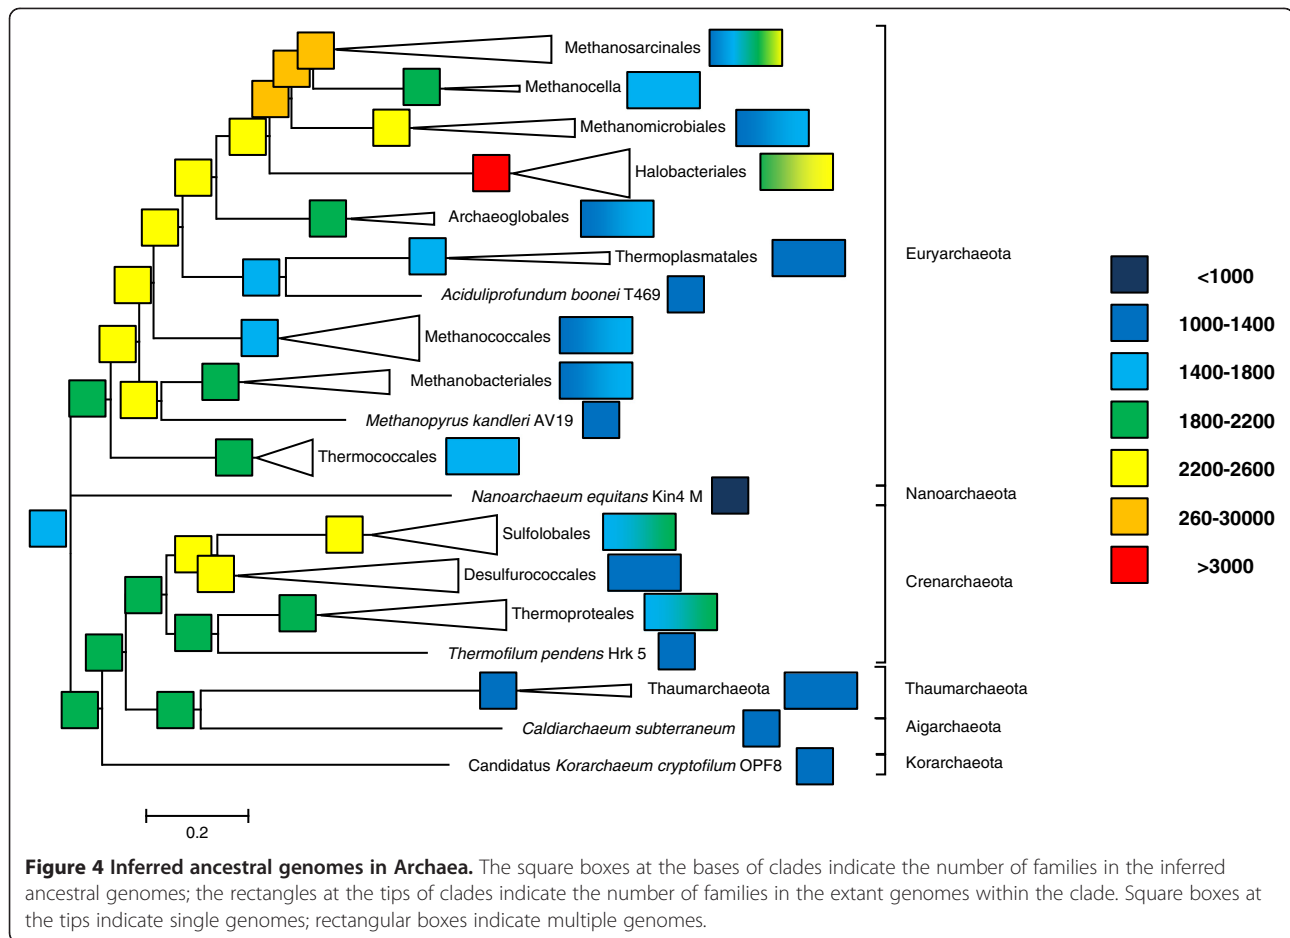 Methanosarcinales
Methanocella
Methanomicrobiales
Halobacteriales
Archaeoglobales
Thermoplasmatales
Aciduliprofundum boonei T469
Methanococcales
Methanobacteriales
Methanopyrus kandleri AV19
Thermococcales
Nanoarchaeum equitans Kin4 M
Sulfolobales
Desulfurococcales
Thermoproteales
Thermofilum pendens Hrk 5
Thaumarchaeota
Caldiarchaeum subterraneum
Candidatus Korarchaeum cryptofilum OPF8
Euryarchaeota
Nanoarchaeota
Crenarchaeota
Thaumarchaeota
Aigarchaeota
Korarchaeota
<1000
1000-1400
1400-1800
1800-2200
2200-2600
260-30000
>3000
0.2
Figure 4 Inferred ancestral genomes in Archaea. The square boxes at the bases of clades indicate the number of families in the inferred
ancestral genomes; the rectangles at the tips of clades indicate the number of families in the extant genomes within the clade. Square boxes at
the tips indicate single genomes; rectangular boxes indicate multiple genomes.